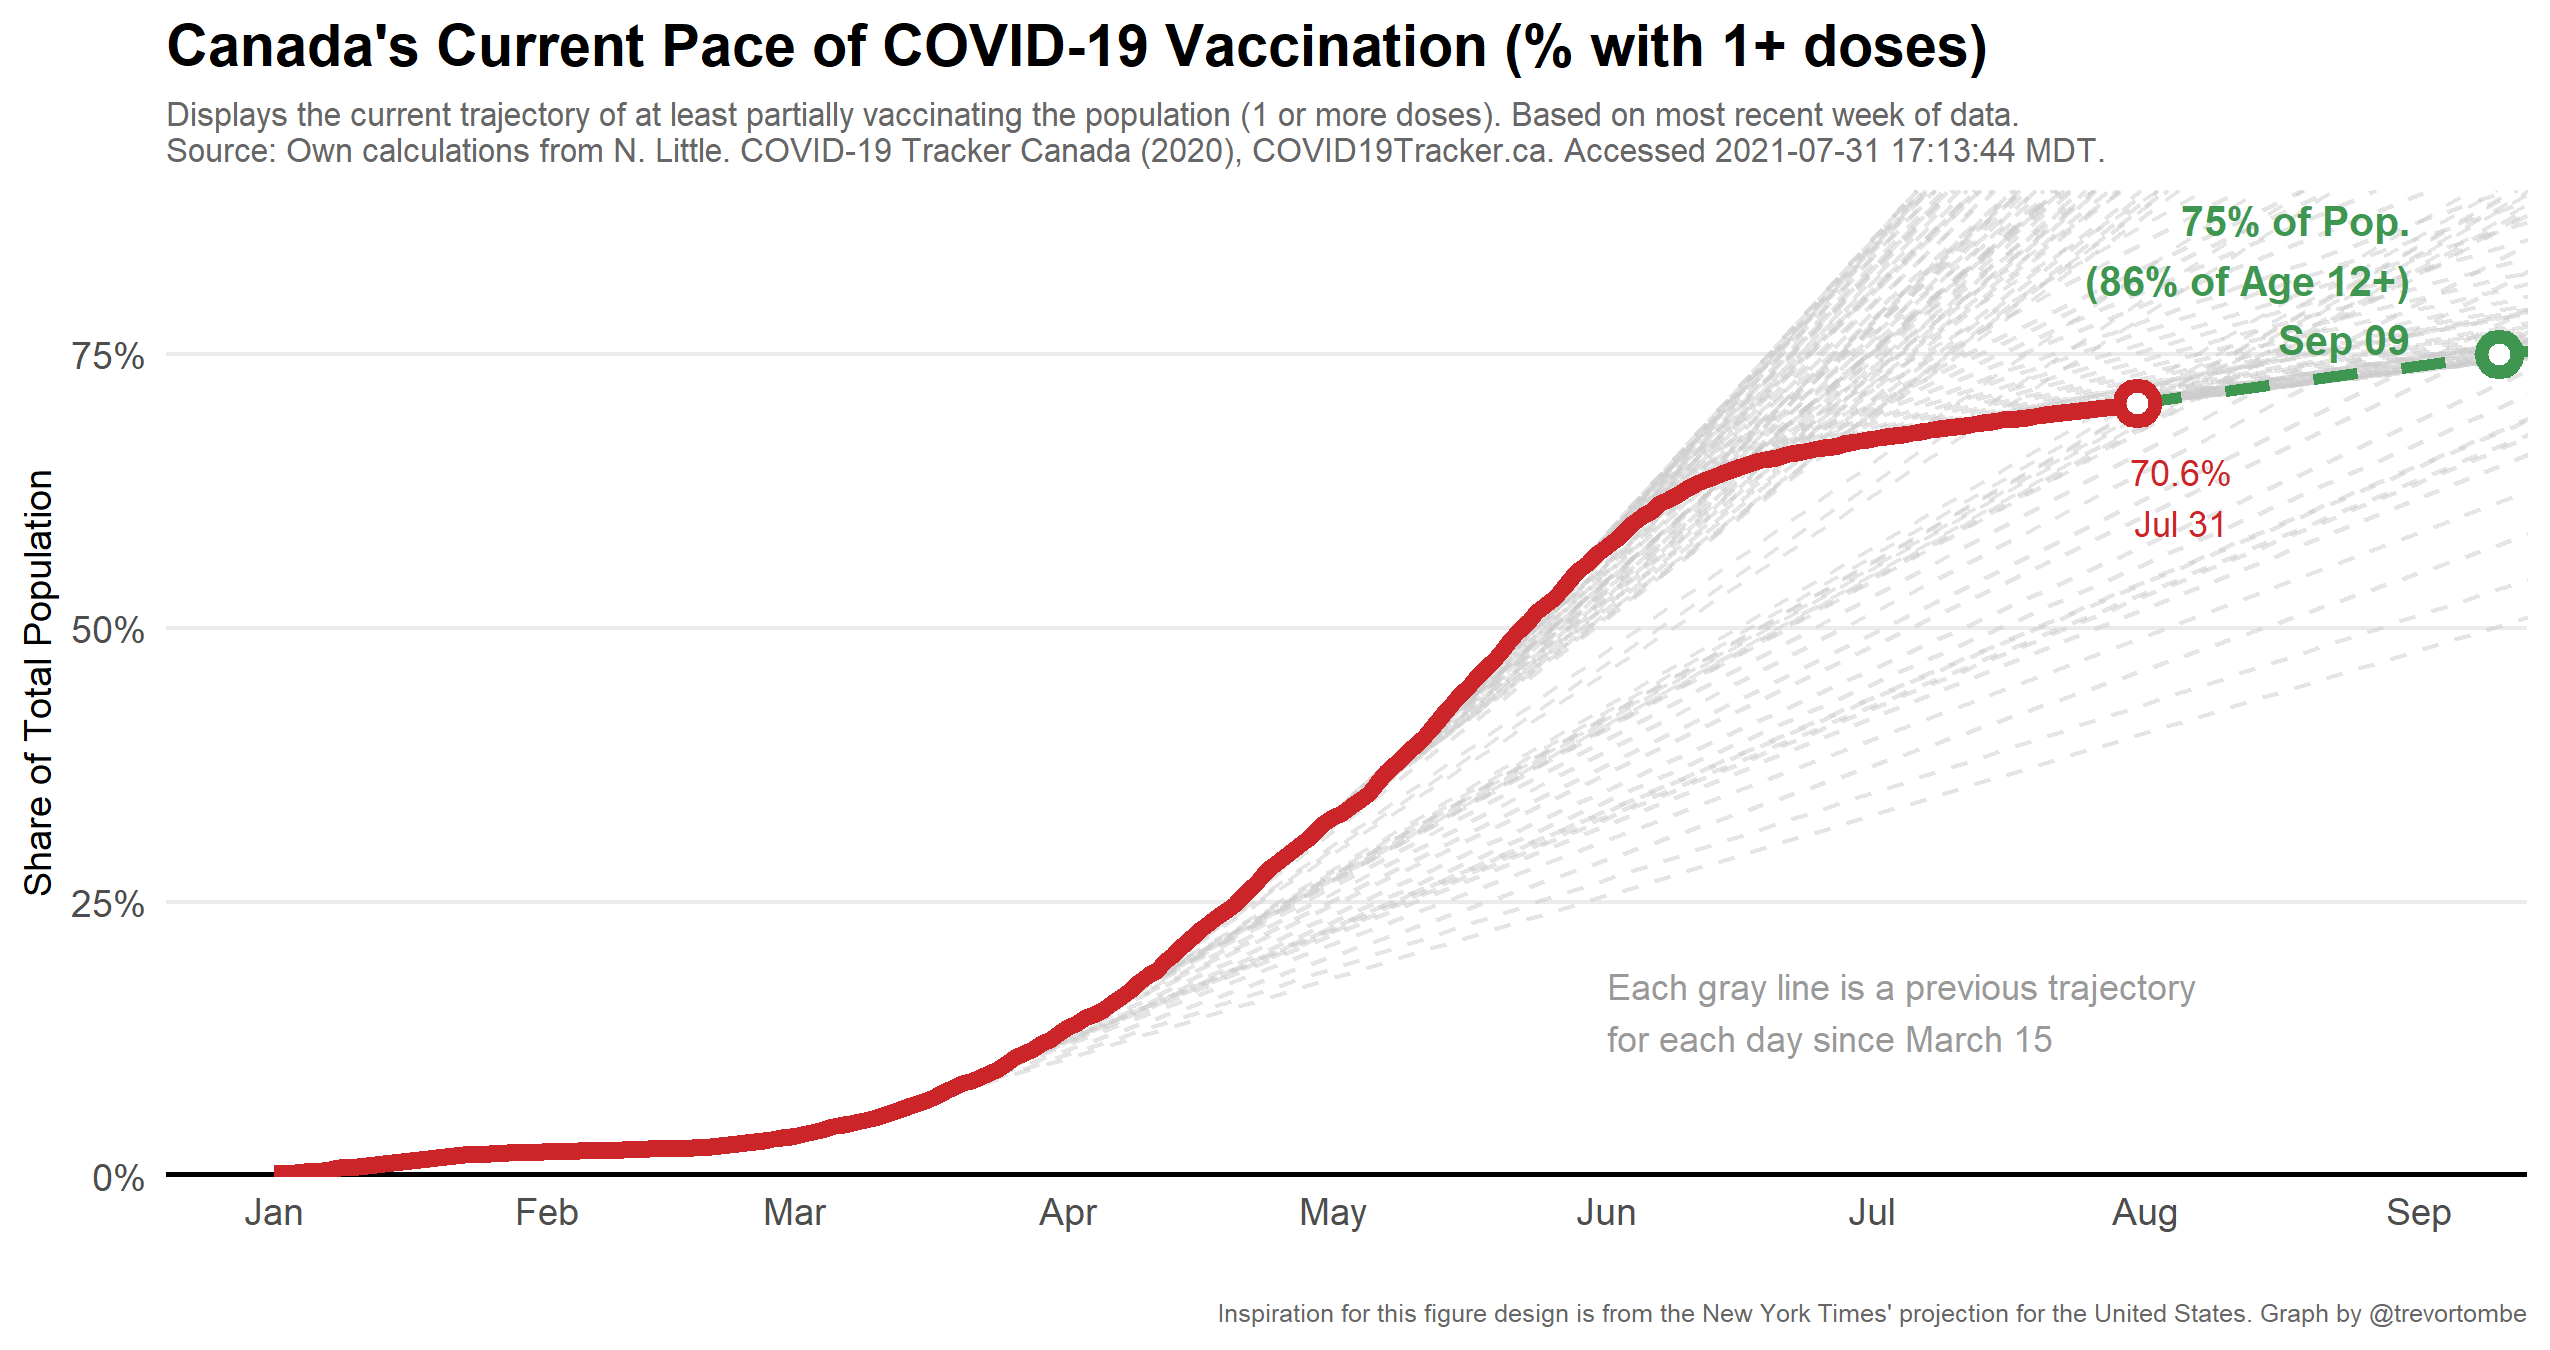 Canada's Current Pace of COVID-19 Vaccination (% with 1+ doses)
Displays the current trajectory of at least partially vaccinating the population (1 or more doses). Based on most recent week of data.
Source: Own calculations from N. Little. COVID-19 Tracker Canada (2020), COVID19Tracker.ca. Accessed 2021-07-31 17:13:44 MDT.
75% of Pop.
(86% of Age 12+)
Sep 09
75%
70.6%
Jul 31
Share of Total Population
50%
25%
Each gray line is a previous trajectory
for each day since March 15
0%
Jan Feb Mar Apr May Jun Jul Aug Sep
Inspiration for this figure design is from the New York Times' projection for the United States. Graph by @trevortombe